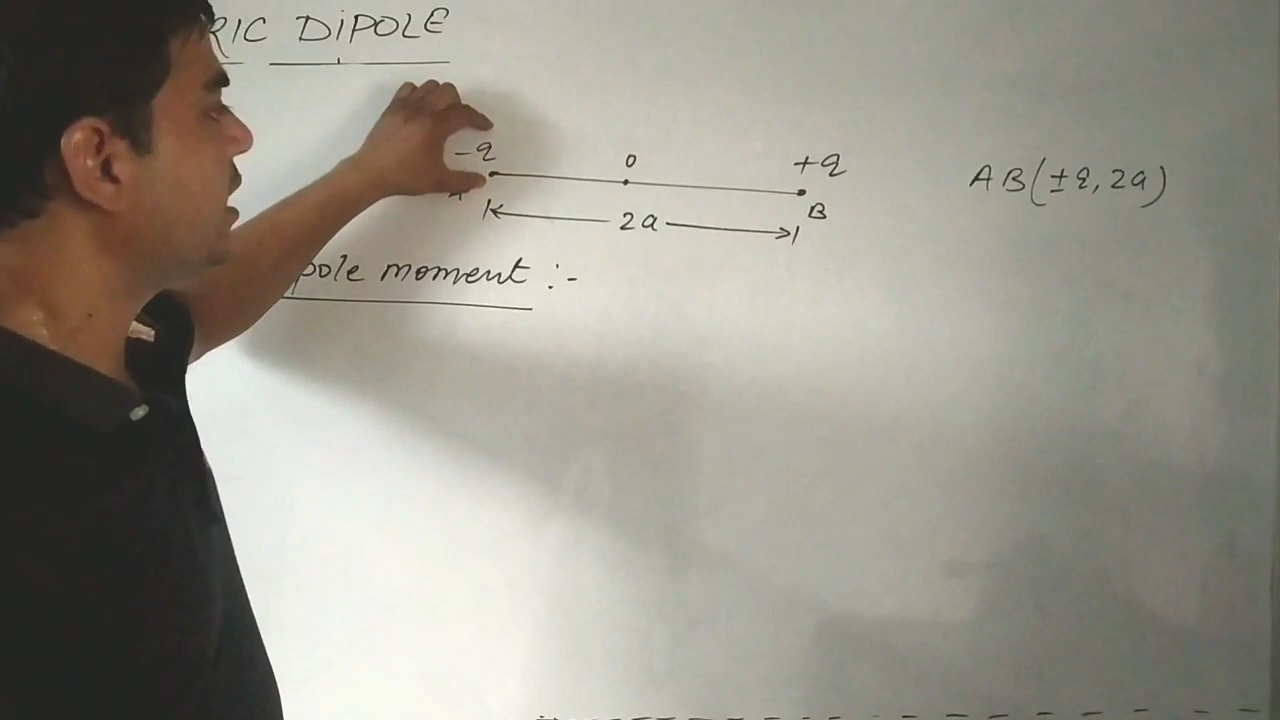 RIC DIPOLE
-q O +q
A B
2a
AB(±q, 2a)
pole moment :-